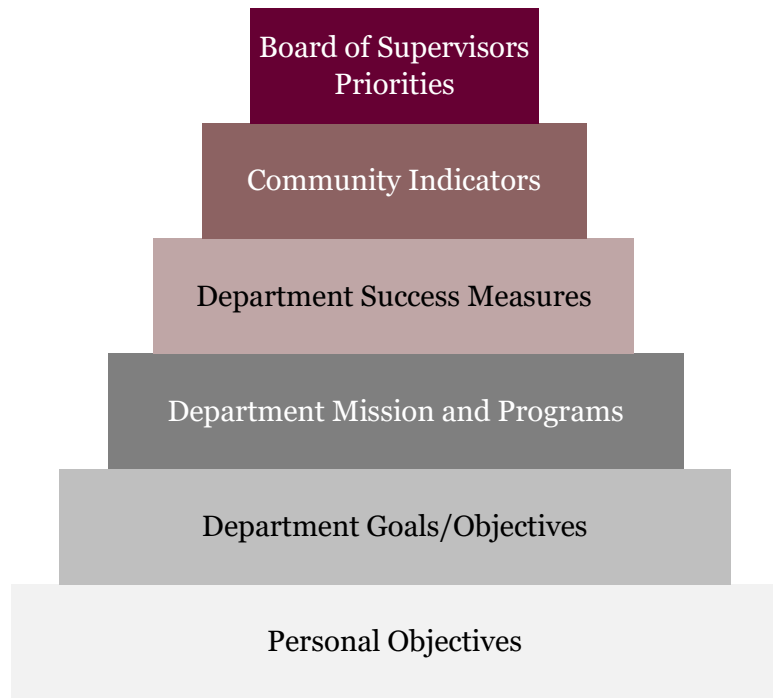 Board of Supervisors
Priorities
Community Indicators
Department Success Measures
Department Mission and Programs
Department Goals/Objectives
Personal Objectives